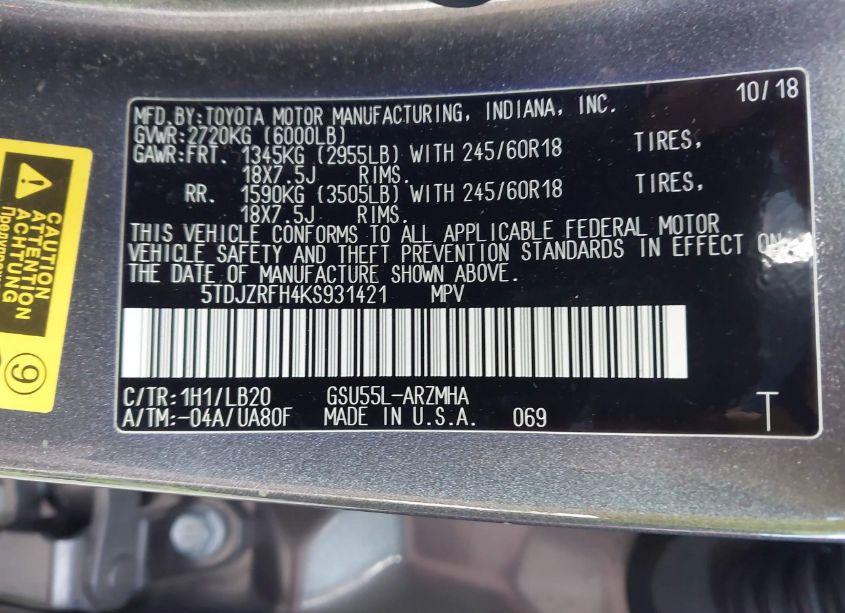 MFD.BY:TOYOTA MOTOR MANUFACTURING, INDIANA, INC. 10/18
GVWR:2720KG (6000LB)
GAWR:FRT. 1345KG (2955LB) WITH 245/60R18 TIRES,
18X7.5J RIMS.
RR. 1590KG (3505LB) WITH 245/60R18 TIRES,
18X7.5J RIMS.
THIS VEHICLE CONFORMS TO ALL APPLICABLE FEDERAL MOTOR
VEHICLE SAFETY AND THEFT PREVENTION STANDARDS IN EFFECT ON
THE DATE OF MANUFACTURE SHOWN ABOVE.
5TDJZRFH4KS931421 MPV
C/TR:1H1/LB20 GSU55L-ARZMHA
A/TM:-04A/UA80F MADE IN U.S.A. 069 T
CAUTION
ATTENTION
ACHTUNG
9